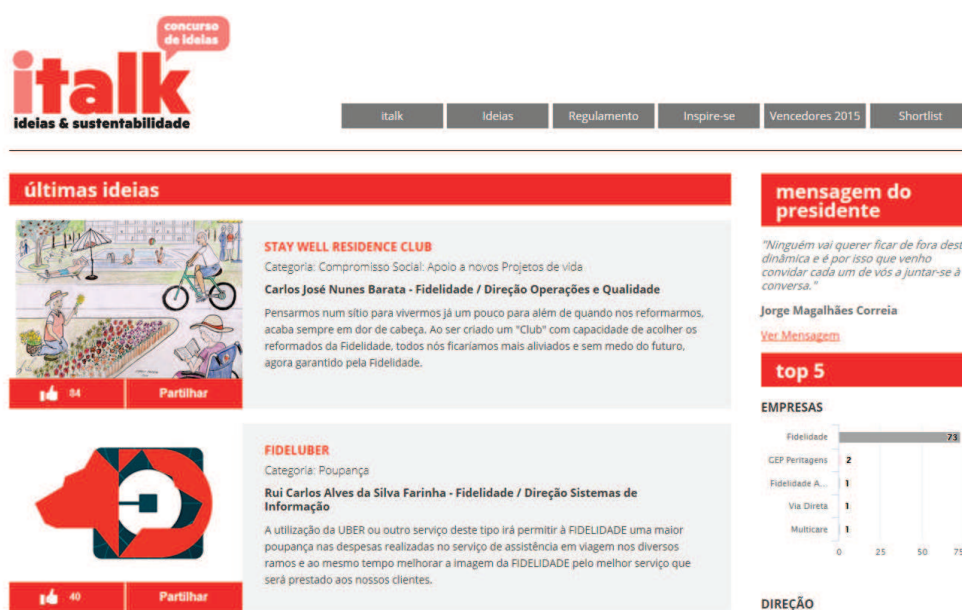 concurso
de ideias
italk
ideias & sustentabilidade
italk
Ideias
Regulamento
Inspire-se
Vencedores 2015
Shortlist
últimas ideias
STAY WELL RESIDENCE CLUB
Categoria: Compromisso Social: Apoio a novos Projetos de vida
Carlos José Nunes Barata - Fidelidade / Direção Operações e Qualidade
Pensarmos num sítio para vivermos já um pouco para além de quando nos reformarmos,
acaba sempre em dor de cabeça. Ao ser criado um "Club" com capacidade de acolher os
reformados da Fidelidade, todos nós ficaríamos mais aliviados e sem medo do futuro,
agora garantido pela Fidelidade.
84
Partilhar
FIDELUBER
Categoria: Poupança
Rui Carlos Alves da Silva Farinha - Fidelidade / Direção Sistemas de
Informação
A utilização da UBER ou outro serviço deste tipo irá permitir à FIDELIDADE uma maior
poupança nas despesas realizadas no serviço de assistência em viagem nos diversos
ramos e ao mesmo tempo melhorar a imagem da FIDELIDADE pelo melhor serviço que
será prestado aos nossos clientes.
40
Partilhar
mensagem do
presidente
"Ninguém vai querer ficar de fora dest
dinâmica e é por isso que venho
convidar cada um de vós a juntar-se à
conversa."
Jorge Magalhães Correia
Ver Mensagem
top 5
EMPRESAS
Fidelidade 73
GEP Peritagens 2
Fidelidade A... 1
Via Direta 1
Multicare 1
0 25 50 75
DIREÇÃO